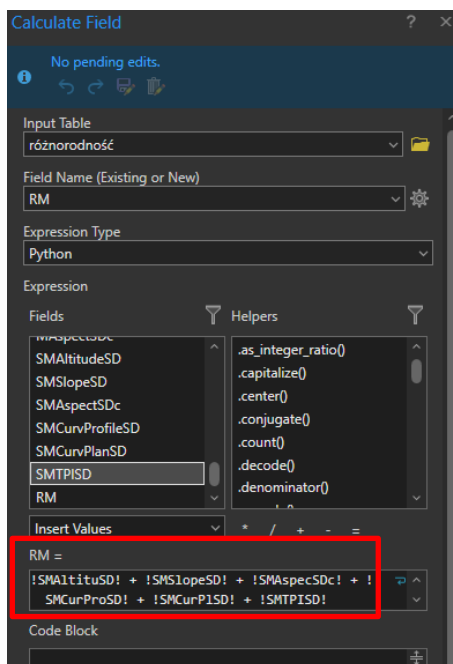 Calculate Field ? ×
No pending edits.
Input Table
różnorodność
Field Name (Existing or New)
RM
Expression Type
Python
Expression
Fields Helpers
MAspectSDc .as_integer_ratio()
SMAltitudeSD .capitalize()
SMSlopeSD .center()
SMAspectSDc .conjugate()
SMCurvProfileSD .count()
SMCurvPlanSD .decode()
SMTPISD .denominator()
RM
Insert Values * / + - =
RM =
!SMAltituSD! + !SMSlopeSD! + !SMAspecSDc! + !
SMCurProSD! + !SMCurPlSD! + !SMTPISD!
Code Block